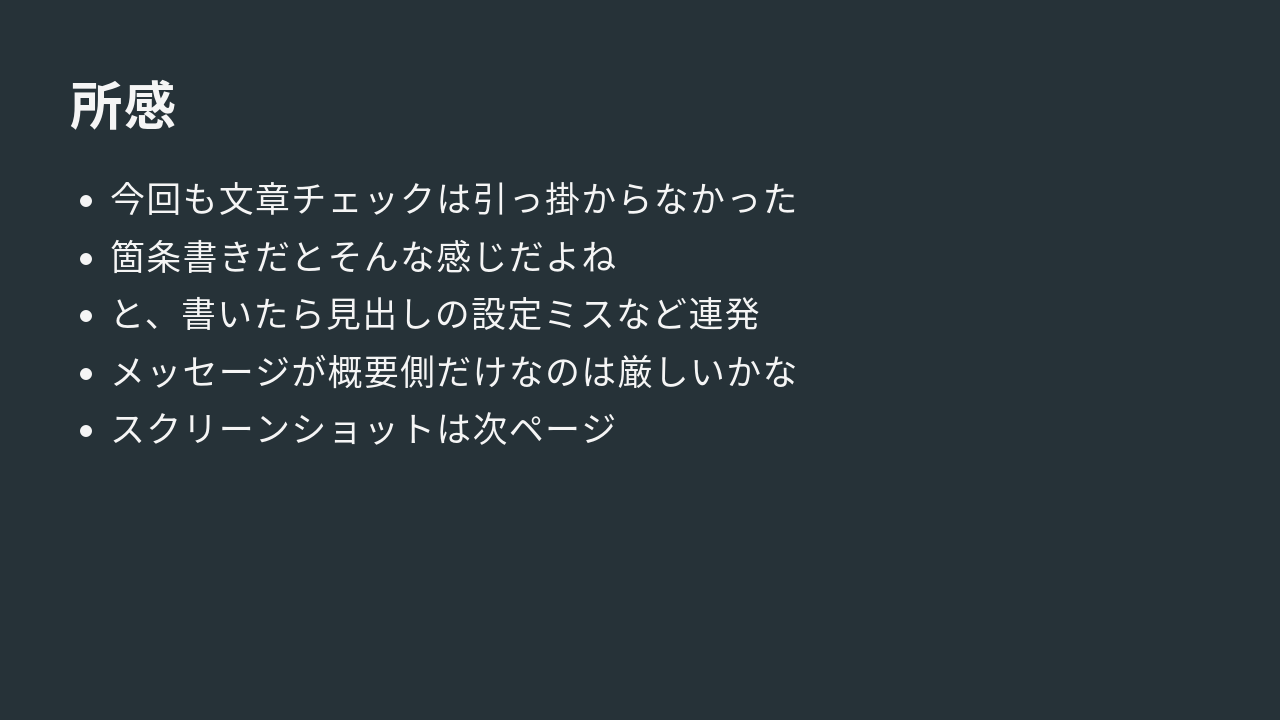 所感
• 今回も文章チェックは引っ掛からなかった
• 箇条書きだとそんな感じだよね
• と、書いたら見出しの設定ミスなど連発
• メッセージが概要側だけなのは厳しいかな
• スクリーンショットは次ページ